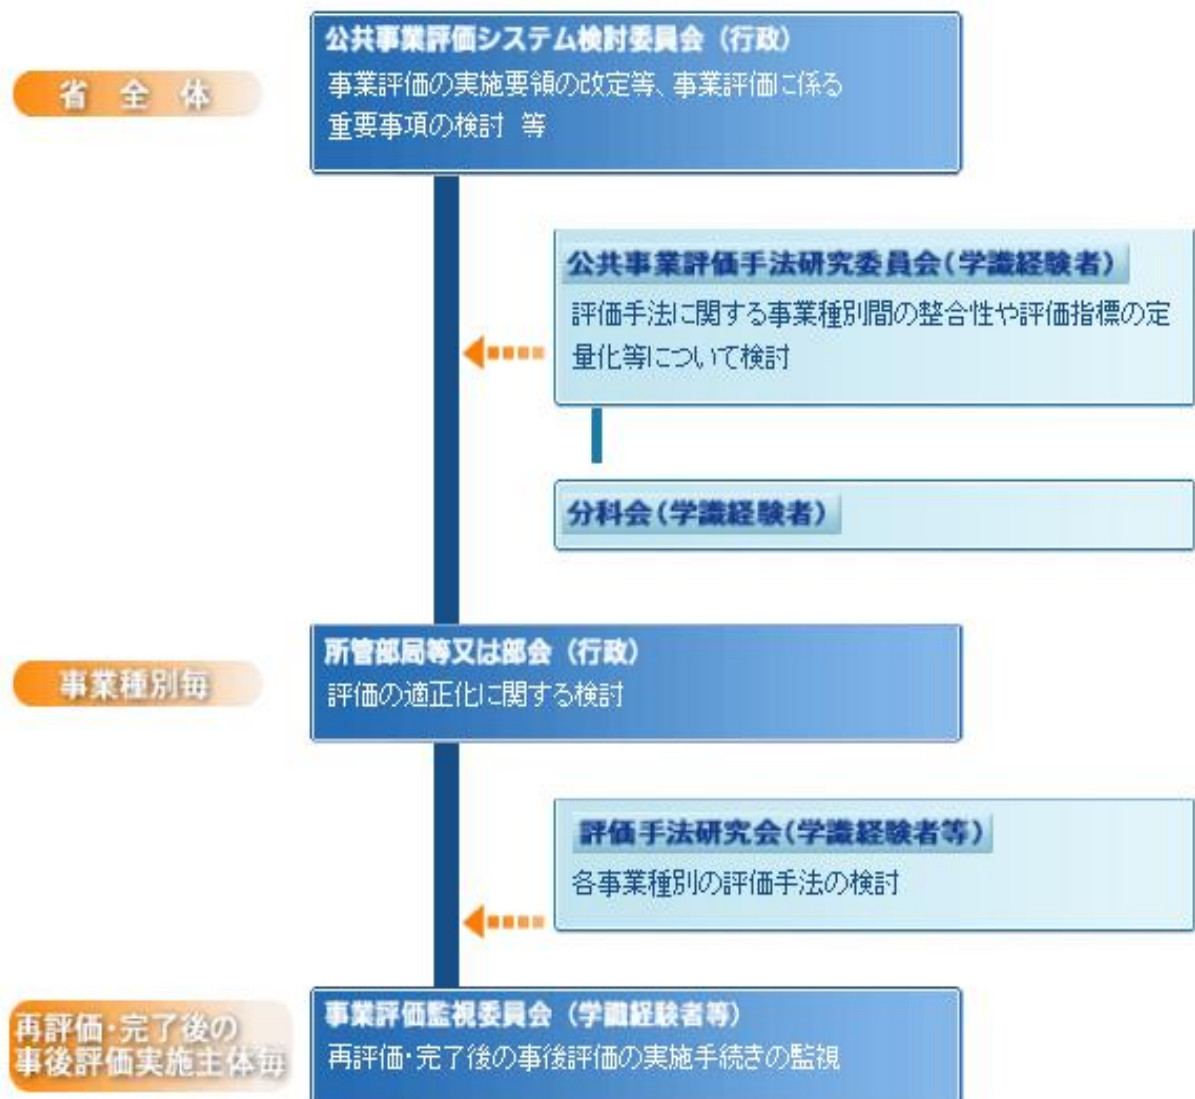 省 全 体
公共事業評価システム検討委員会（行政）
事業評価の実施要領の改定等、事業評価に係る
重要事項の検討 等
公共事業評価手法研究委員会(学識経験者)
評価手法に関する事業種別間の整合性や評価指標の定
量化等について検討
分科会(学識経験者)
事業種別毎
所管部局等又は部会（行政）
評価の適正化に関する検討
評価手法研究会(学識経験者等)
各事業種別の評価手法の検討
再評価･完了後の
事後評価実施主体毎
事業評価監視委員会（学識経験者等）
再評価･完了後の事後評価の実施手続きの監視